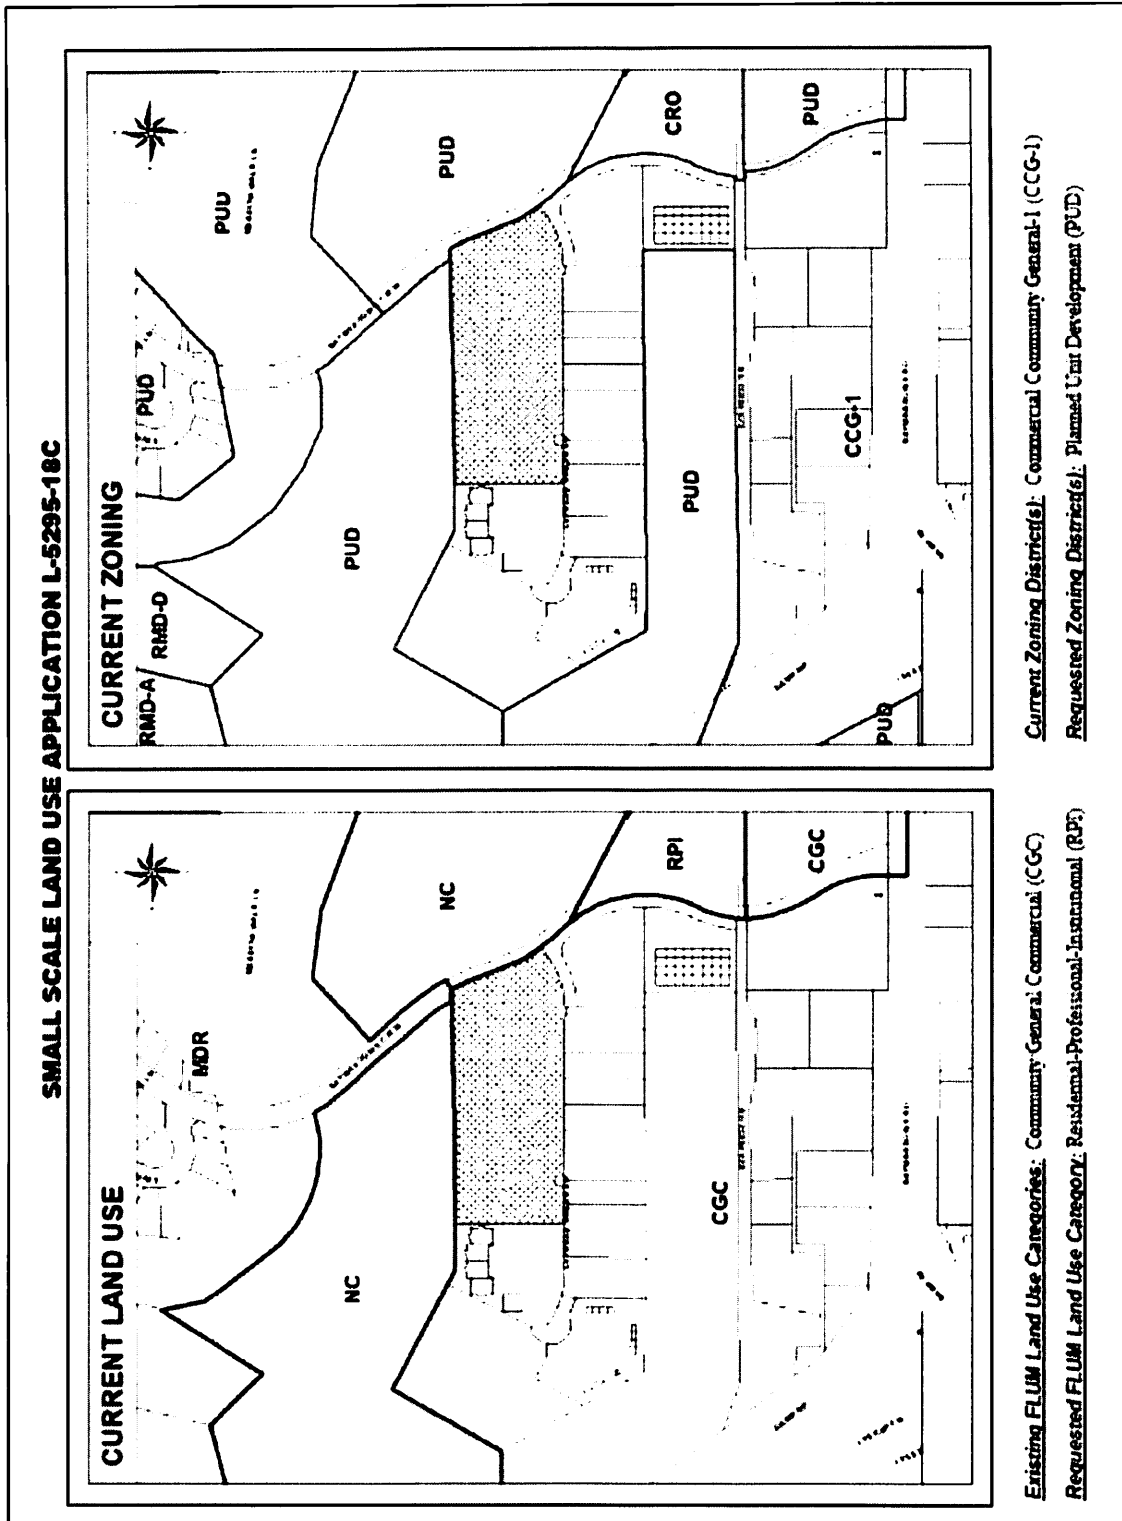 SMALL SCALE LAND USE APPLICATION L-5295-18C
CURRENT LAND USE
MDR
NC
NC
RPI
CGC
CGC
CURRENT ZONING
RMD-A
RMD-D
PUD
PUD
PUD
PUD
CRO
PUD
PUD
CCG-1
PUD
Existing FLUM Land Use Categories: Community General Commercial (CGC)
Requested FLUM Land Use Category: Residential-Professional-Institutional (RPI)
Current Zoning District(s): Commercial Community General-1 (CCG-1)
Requested Zoning District(s): Planned Unit Development (PUD)